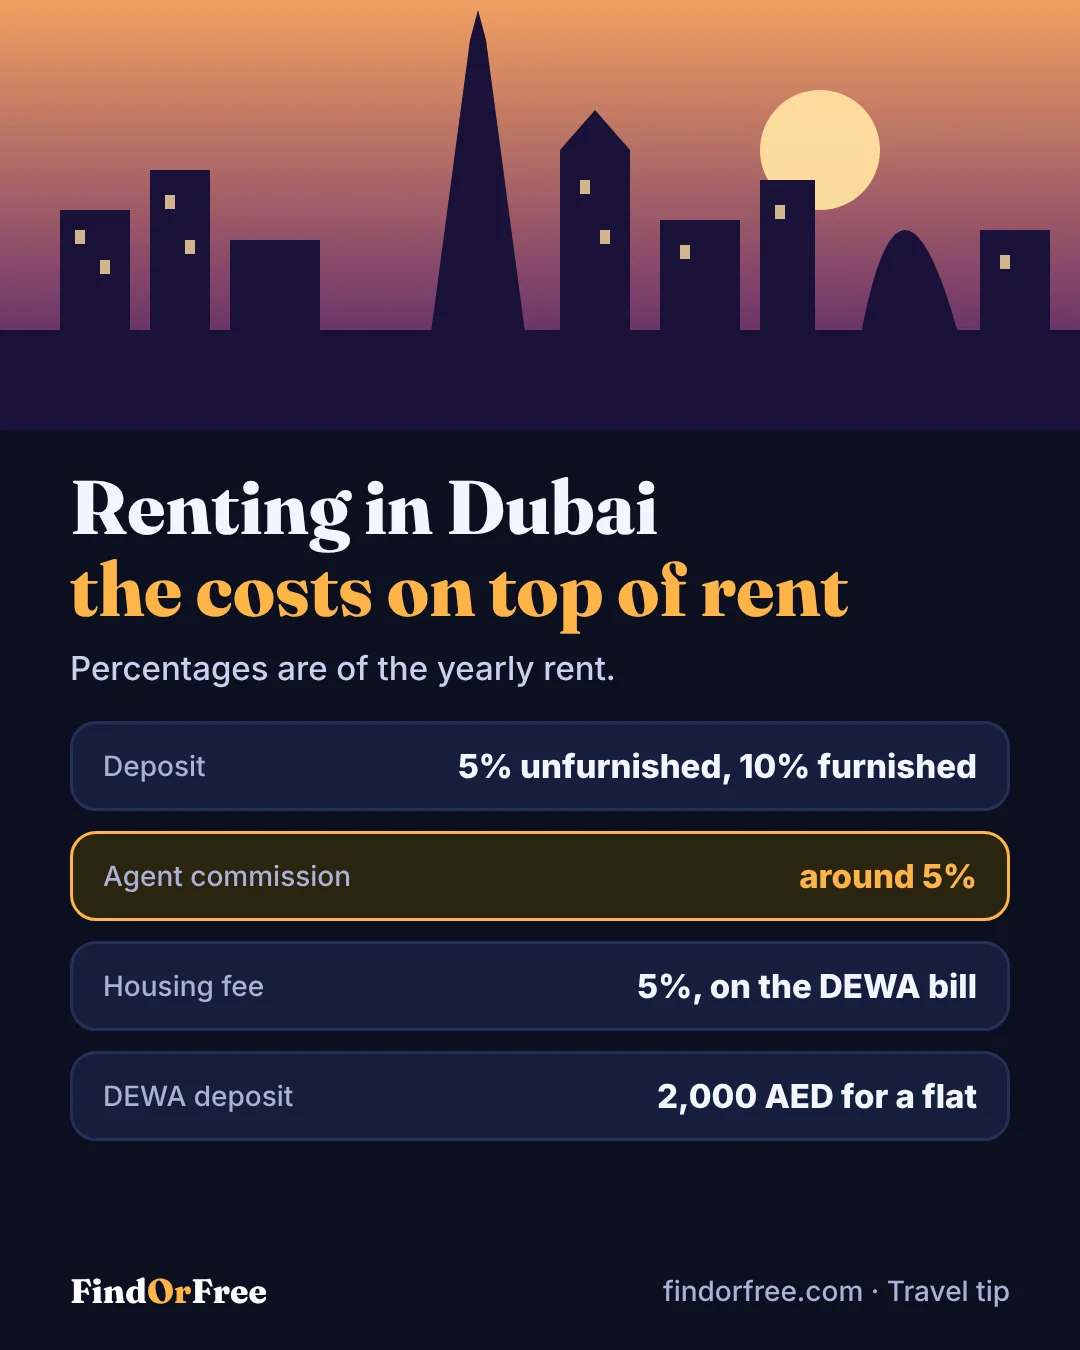 Renting in Dubai
the costs on top of rent
Percentages are of the yearly rent.
Deposit 5% unfurnished, 10% furnished
Agent commission around 5%
Housing fee 5%, on the DEWA bill
DEWA deposit 2,000 AED for a flat
FindOrFree findorfree.com · Travel tip